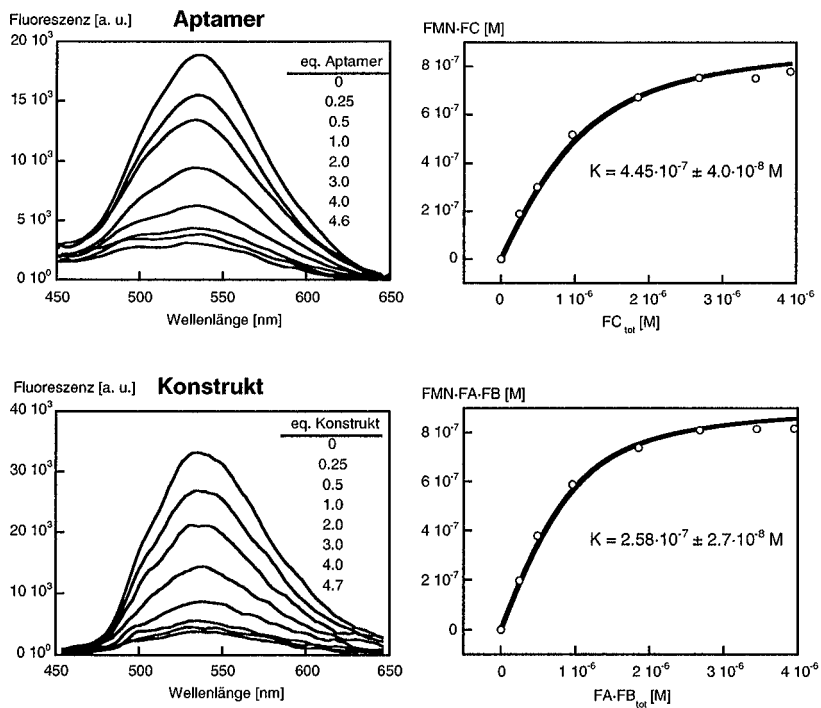 Fluoreszenz [a. u.] Aptamer
20 10³
15 10³
10 10³
5 10³
0 10⁰
450 500 550 600 650
Wellenlänge [nm]
eq. Aptamer
0
0.25
0.5
1.0
2.0
3.0
4.0
4.6
FMN·FC [M]
8 10⁻⁷
6 10⁻⁷
4 10⁻⁷
2 10⁻⁷
0
K = 4.45·10⁻⁷ ± 4.0·10⁻⁸ M
0 1 10⁻⁶ 2 10⁻⁶ 3 10⁻⁶ 4 10⁻⁶
FCtot [M]
Fluoreszenz [a. u.] Konstrukt
40 10³
30 10³
20 10³
10 10³
0 10⁰
450 500 550 600 650
Wellenlänge [nm]
eq. Konstrukt
0
0.25
0.5
1.0
2.0
3.0
4.0
4.7
FMN·FA·FB [M]
8 10⁻⁷
6 10⁻⁷
4 10⁻⁷
2 10⁻⁷
0
K = 2.58·10⁻⁷ ± 2.7·10⁻⁸ M
0 1 10⁻⁶ 2 10⁻⁶ 3 10⁻⁶ 4 10⁻⁶
FA·FBtot [M]